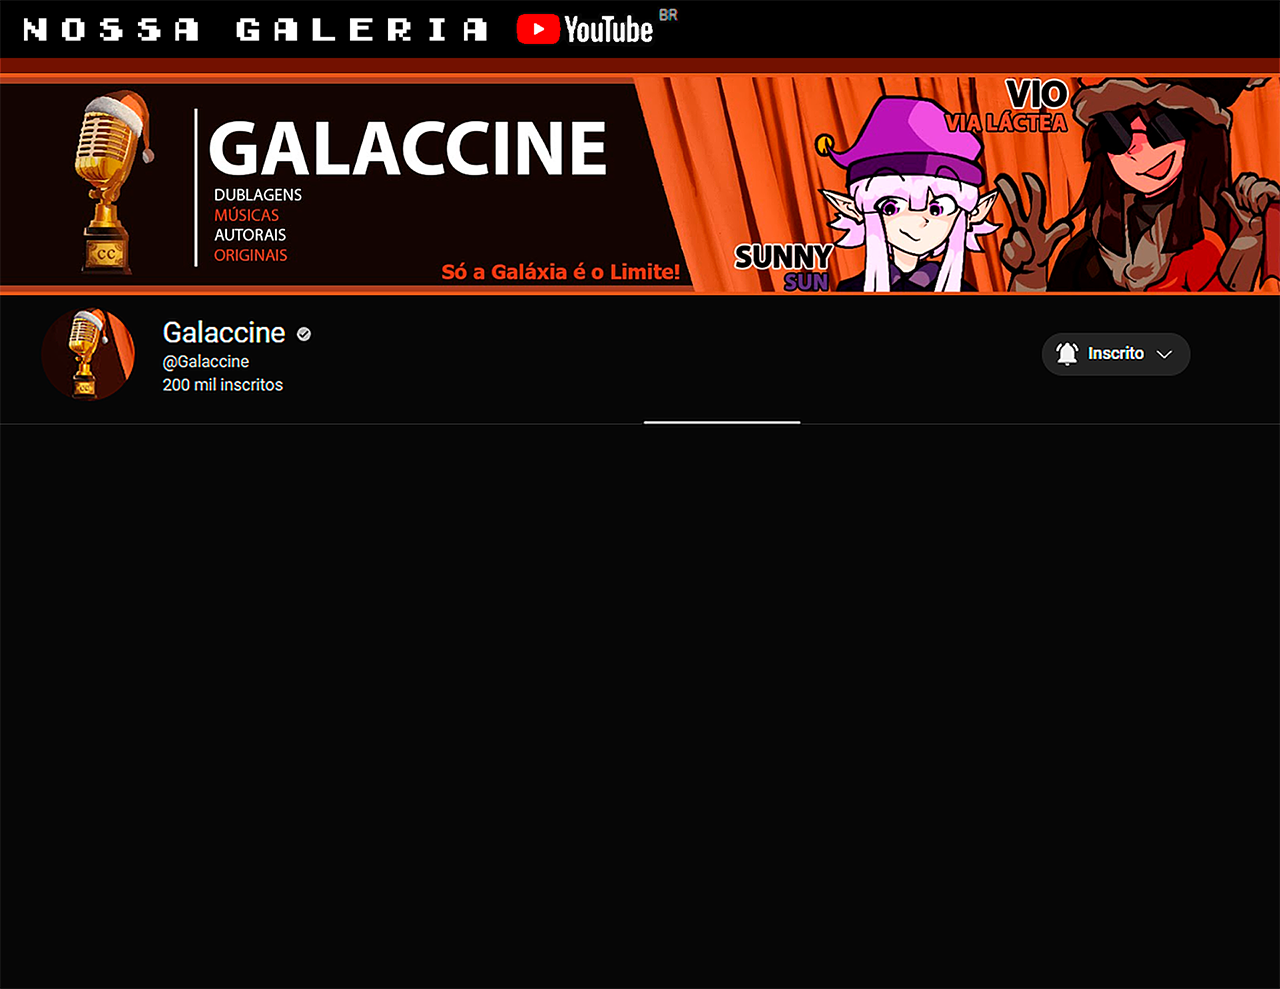 NOSSA GALERIA YouTube BR
VIO
VIA LÁCTEA
GALACCINE
DUBLAGENS
MÚSICAS
AUTORAIS
ORIGINAIS
CC
Só a Galáxia é o Limite!
SUNNY
SUN
Galaccine
@Galaccine
200 mil inscritos
Inscrito